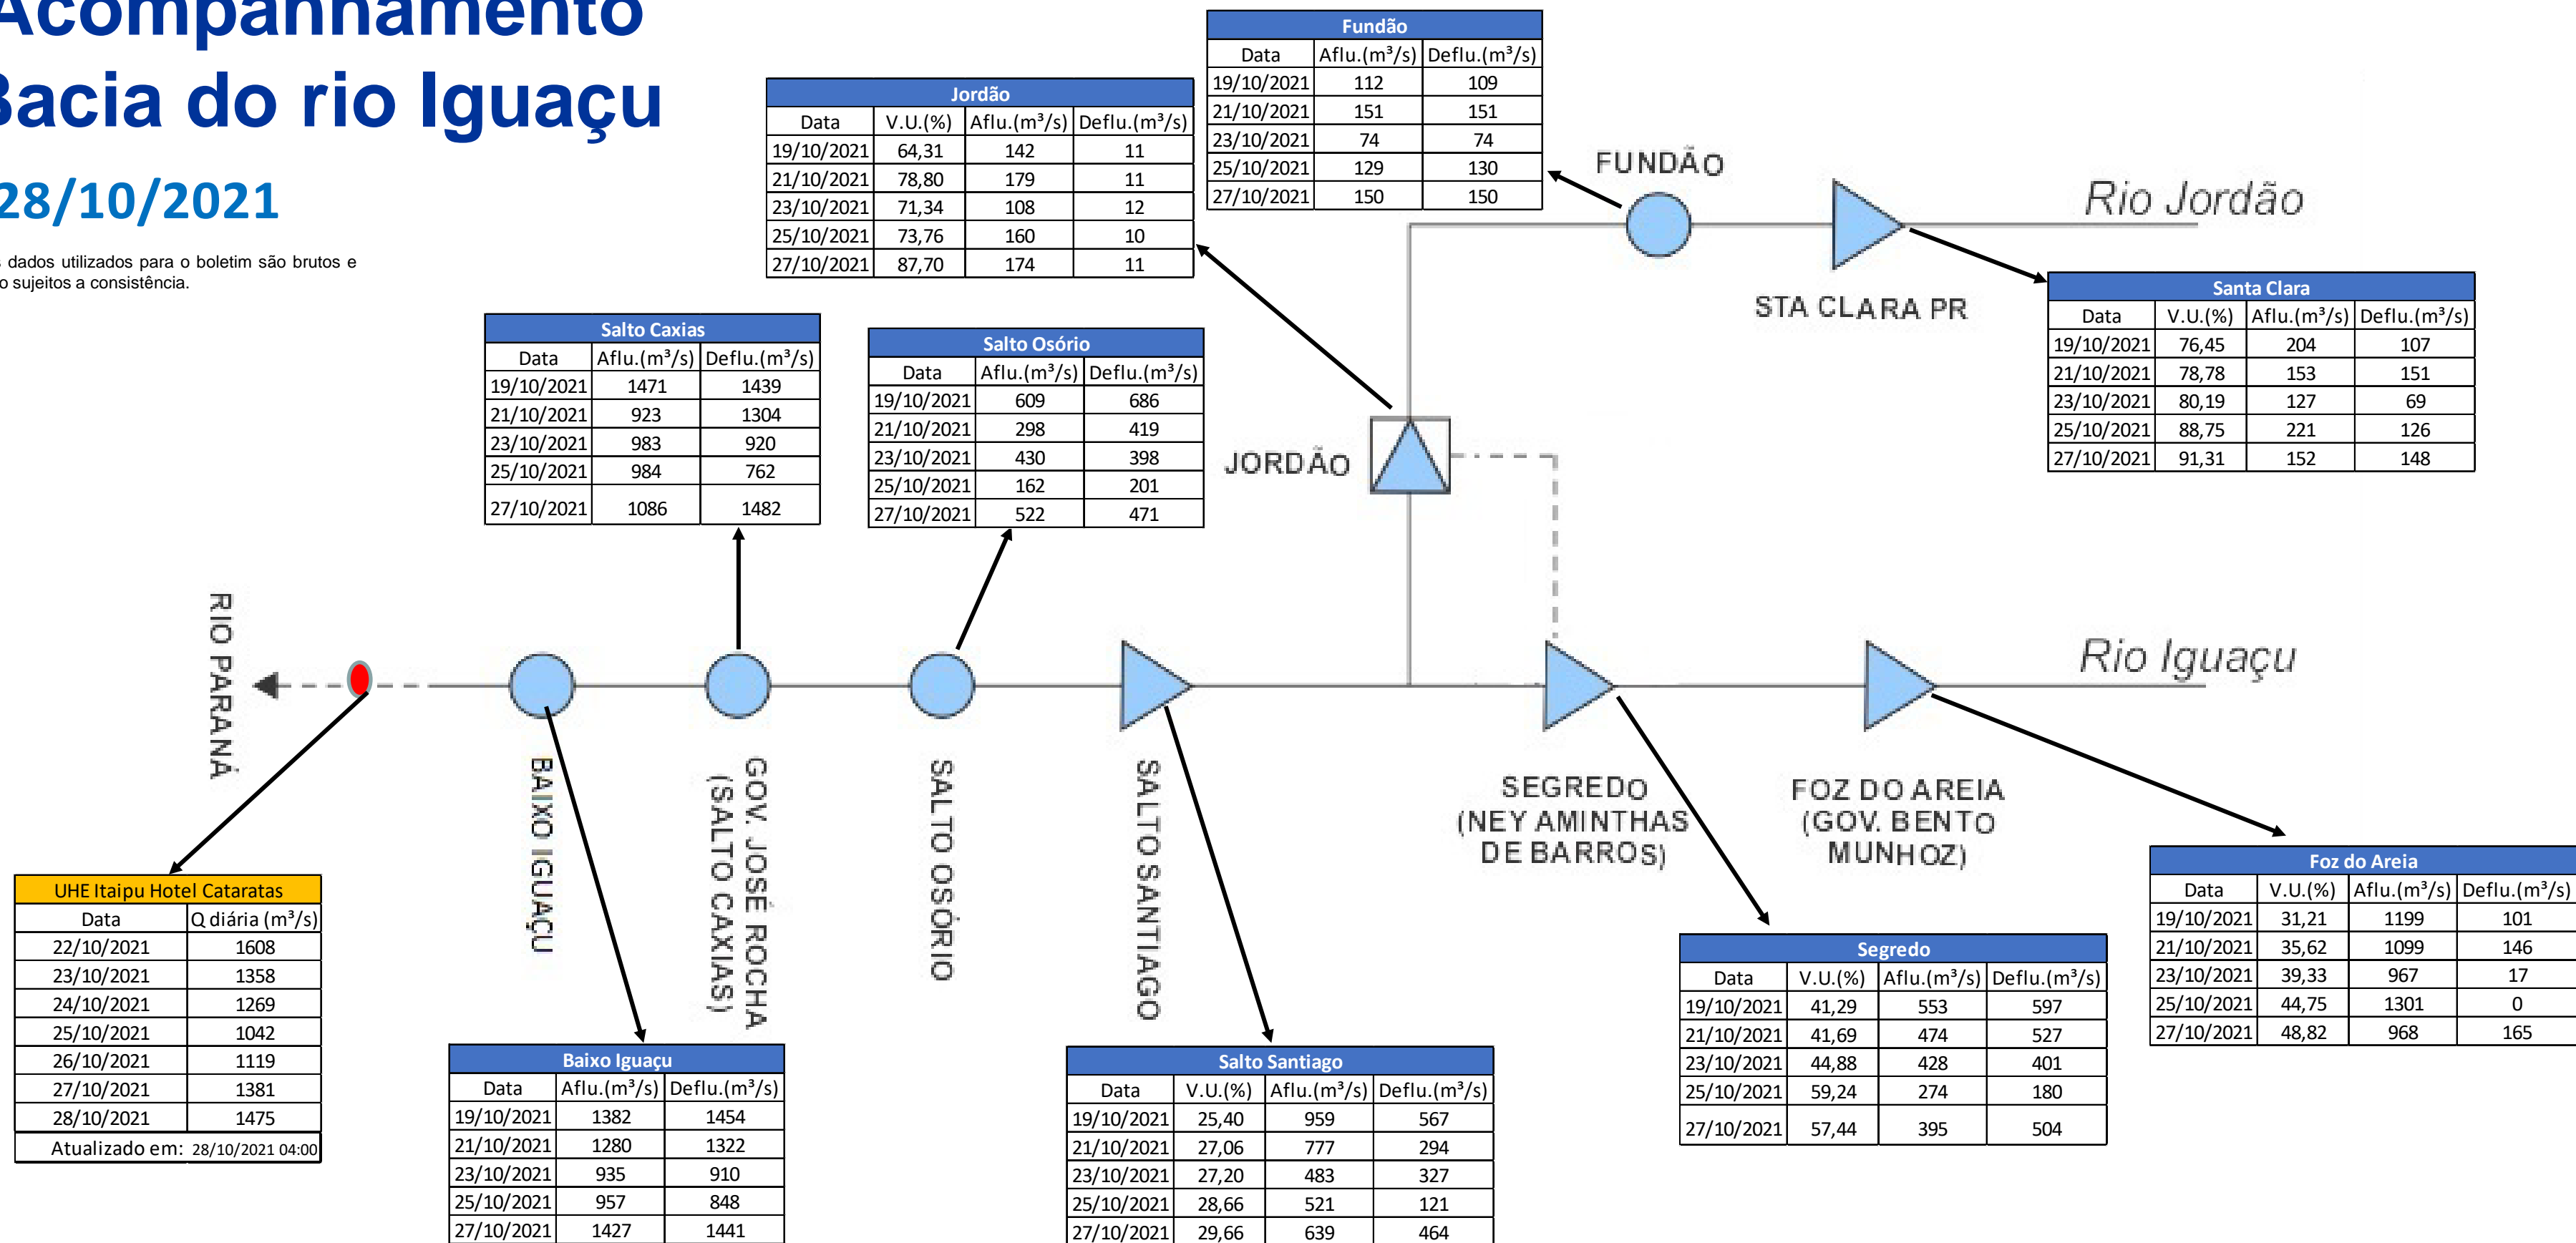 Acompanhamento
Bacia do rio Iguaçu
28/10/2021
s dados utilizados para o boletim são brutos e
o sujeitos a consistência.
Fundão
Data Aflu.(m³/s) Deflu.(m³/s)
19/10/2021 112 109
21/10/2021 151 151
23/10/2021 74 74
25/10/2021 129 130
27/10/2021 150 150
Jordão
Data V.U.(%) Aflu.(m³/s) Deflu.(m³/s)
19/10/2021 64,31 142 11
21/10/2021 78,80 179 11
23/10/2021 71,34 108 12
25/10/2021 73,76 160 10
27/10/2021 87,70 174 11
FUNDÃO
Rio Jordão
STA CLARA PR
Santa Clara
Data V.U.(%) Aflu.(m³/s) Deflu.(m³/s)
19/10/2021 76,45 204 107
21/10/2021 78,78 153 151
23/10/2021 80,19 127 69
25/10/2021 88,75 221 126
27/10/2021 91,31 152 148
Salto Caxias
Data Aflu.(m³/s) Deflu.(m³/s)
19/10/2021 1471 1439
21/10/2021 923 1304
23/10/2021 983 920
25/10/2021 984 762
27/10/2021 1086 1482
Salto Osório
Data Aflu.(m³/s) Deflu.(m³/s)
19/10/2021 609 686
21/10/2021 298 419
23/10/2021 430 398
25/10/2021 162 201
27/10/2021 522 471
JORDÃO
RIO PARANÁ
Rio Iguaçu
BAIXO IGUAÇU
GOV. JOSÉ ROCHA
(SALTO CAXIAS)
SALTO OSÓRIO
SALTO SANTIAGO
SEGREDO
(NEY AMINTHAS
DE BARROS)
FOZ DO AREIA
(GOV. BENTO
MUNHOZ)
UHE Itaipu Hotel Cataratas
Data Q diária (m³/s)
22/10/2021 1608
23/10/2021 1358
24/10/2021 1269
25/10/2021 1042
26/10/2021 1119
27/10/2021 1381
28/10/2021 1475
Atualizado em: 28/10/2021 04:00
Baixo Iguaçu
Data Aflu.(m³/s) Deflu.(m³/s)
19/10/2021 1382 1454
21/10/2021 1280 1322
23/10/2021 935 910
25/10/2021 957 848
27/10/2021 1427 1441
Salto Santiago
Data V.U.(%) Aflu.(m³/s) Deflu.(m³/s)
19/10/2021 25,40 959 567
21/10/2021 27,06 777 294
23/10/2021 27,20 483 327
25/10/2021 28,66 521 121
27/10/2021 29,66 639 464
Segredo
Data V.U.(%) Aflu.(m³/s) Deflu.(m³/s)
19/10/2021 41,29 553 597
21/10/2021 41,69 474 527
23/10/2021 44,88 428 401
25/10/2021 59,24 274 180
27/10/2021 57,44 395 504
Foz do Areia
Data V.U.(%) Aflu.(m³/s) Deflu.(m³/s)
19/10/2021 31,21 1199 101
21/10/2021 35,62 1099 146
23/10/2021 39,33 967 17
25/10/2021 44,75 1301 0
27/10/2021 48,82 968 165